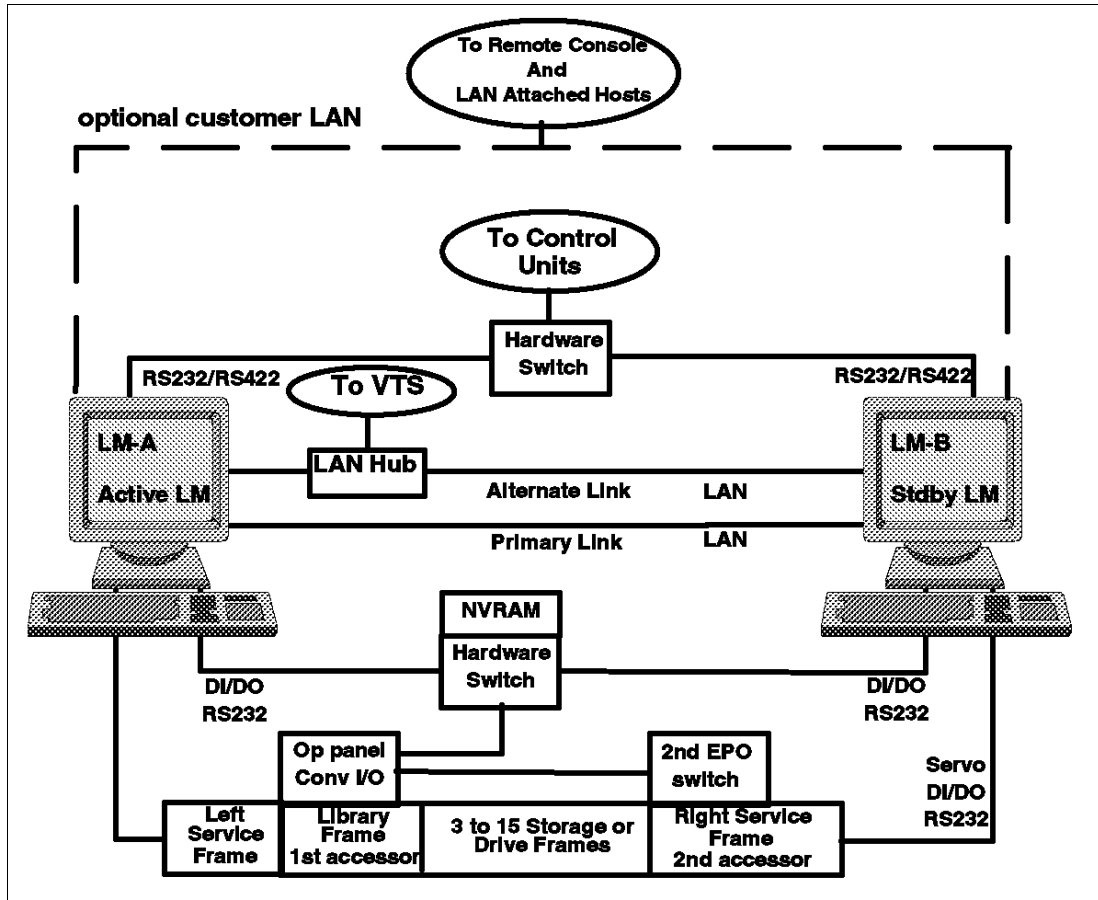 To Remote Console
And
LAN Attached Hosts
optional customer LAN
To Control
Units
Hardware
Switch
RS232/RS422
RS232/RS422
To VTS
LM-A
Active LM
LAN Hub
LM-B
Stdby LM
Alternate Link
LAN
Primary Link
LAN
NVRAM
Hardware
Switch
DI/DO
RS232
DI/DO
RS232
Op panel
Conv I/O
2nd EPO
switch
Servo
DI/DO
RS232
Left
Service
Frame
Library
Frame
1st accessor
3 to 15 Storage or
Drive Frames
Right Service
Frame
2nd accessor